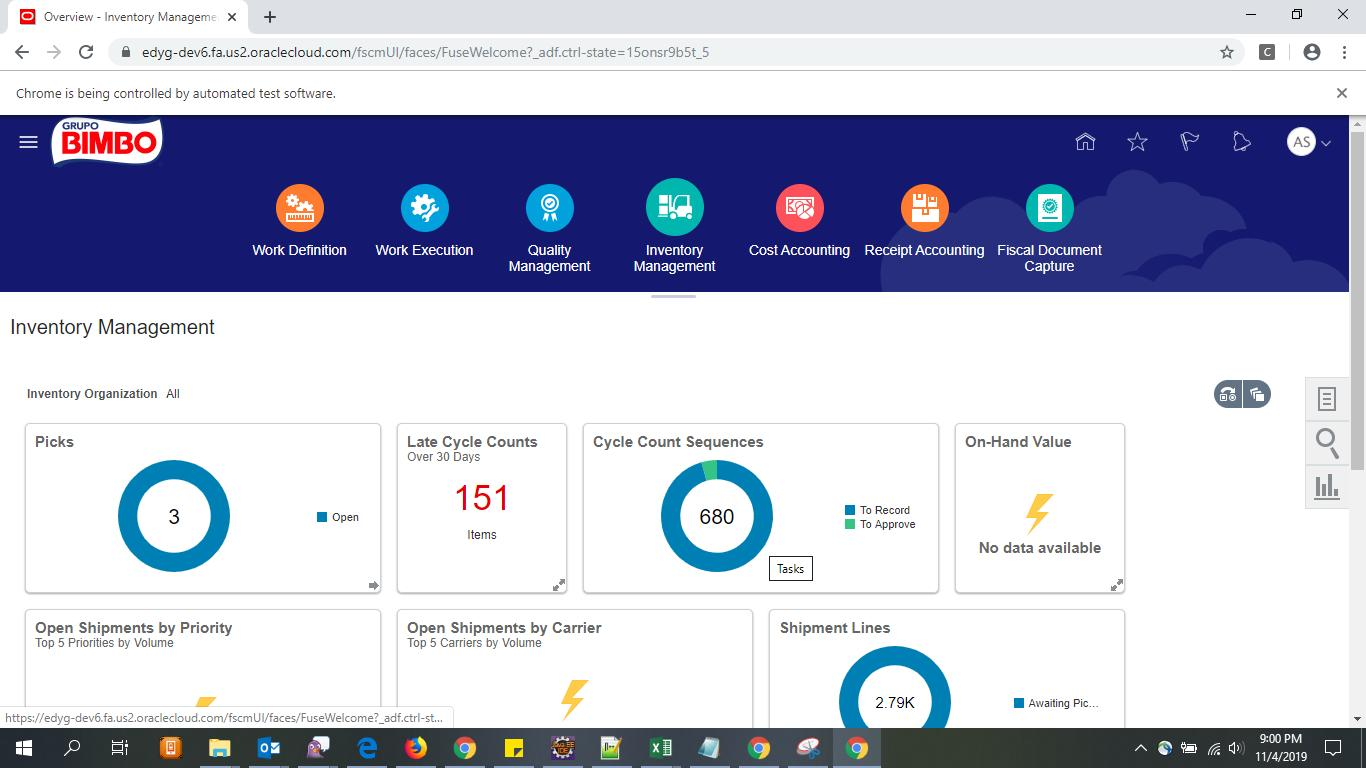 Overview - Inventory Manageme
edyg-dev6.fa.us2.oraclecloud.com/fscmUI/faces/FuseWelcome?_adf.ctrl-state=15onsr9b5t_5
C
Chrome is being controlled by automated test software.
GRUPO
BIMBO
AS
Work Definition
Work Execution
Quality
Management
Inventory
Management
Cost Accounting
Receipt Accounting
Fiscal Document
Capture
Inventory Management
Inventory Organization All
Picks
3
Open
Late Cycle Counts
Over 30 Days
151
Items
Cycle Count Sequences
680
To Record
To Approve
Tasks
On-Hand Value
No data available
Open Shipments by Priority
Top 5 Priorities by Volume
Open Shipments by Carrier
Top 5 Carriers by Volume
Shipment Lines
2.79K
Awaiting Pic...
https://edyg-dev6.fa.us2.oraclecloud.com/fscmUI/faces/FuseWelcome?_adf.ctrl-st...
9:00 PM
11/4/2019